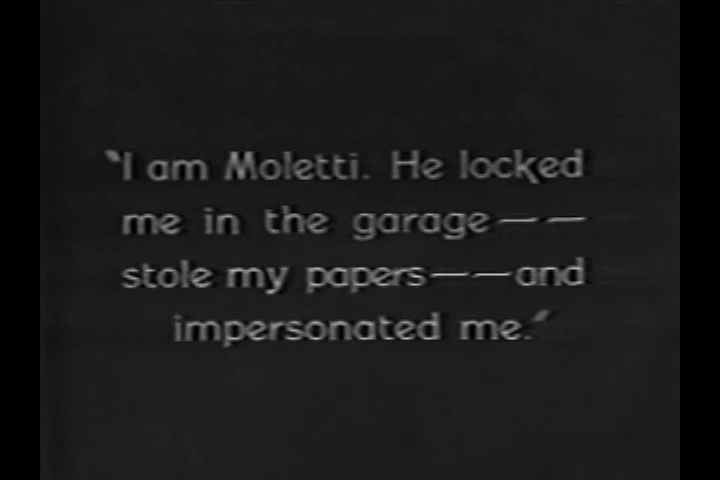 "I am Moletti. He locked
me in the garage——
stole my papers——and
impersonated me."